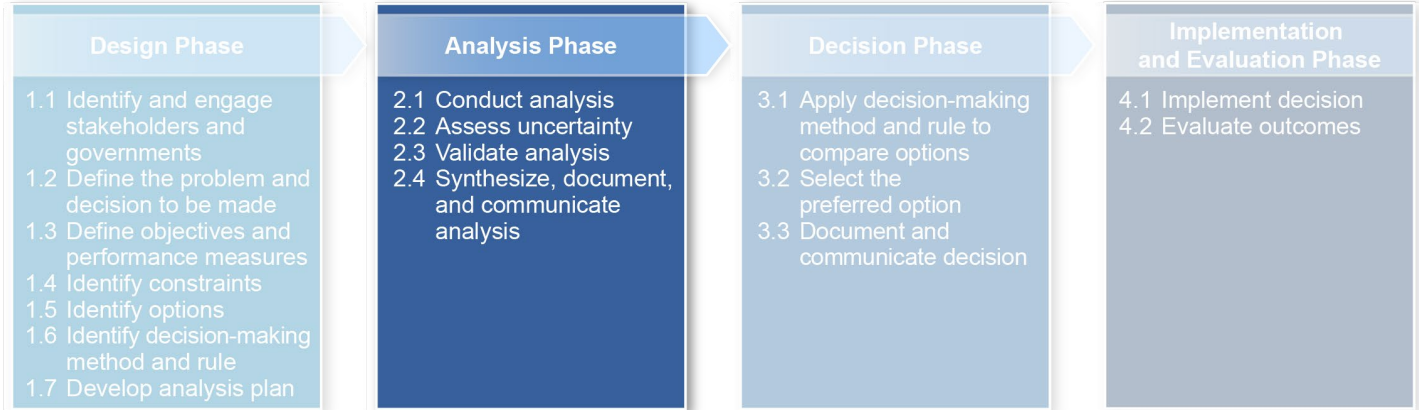 Design Phase
1.1 Identify and engage
stakeholders and
governments
1.2 Define the problem and
decision to be made
1.3 Define objectives and
performance measures
1.4 Identify constraints
1.5 Identify options
1.6 Identify decision-making
method and rule
1.7 Develop analysis plan
Analysis Phase
2.1 Conduct analysis
2.2 Assess uncertainty
2.3 Validate analysis
2.4 Synthesize, document,
and communicate
analysis
Decision Phase
3.1 Apply decision-making
method and rule to
compare options
3.2 Select the
preferred option
3.3 Document and
communicate decision
Implementation
and Evaluation Phase
4.1 Implement decision
4.2 Evaluate outcomes